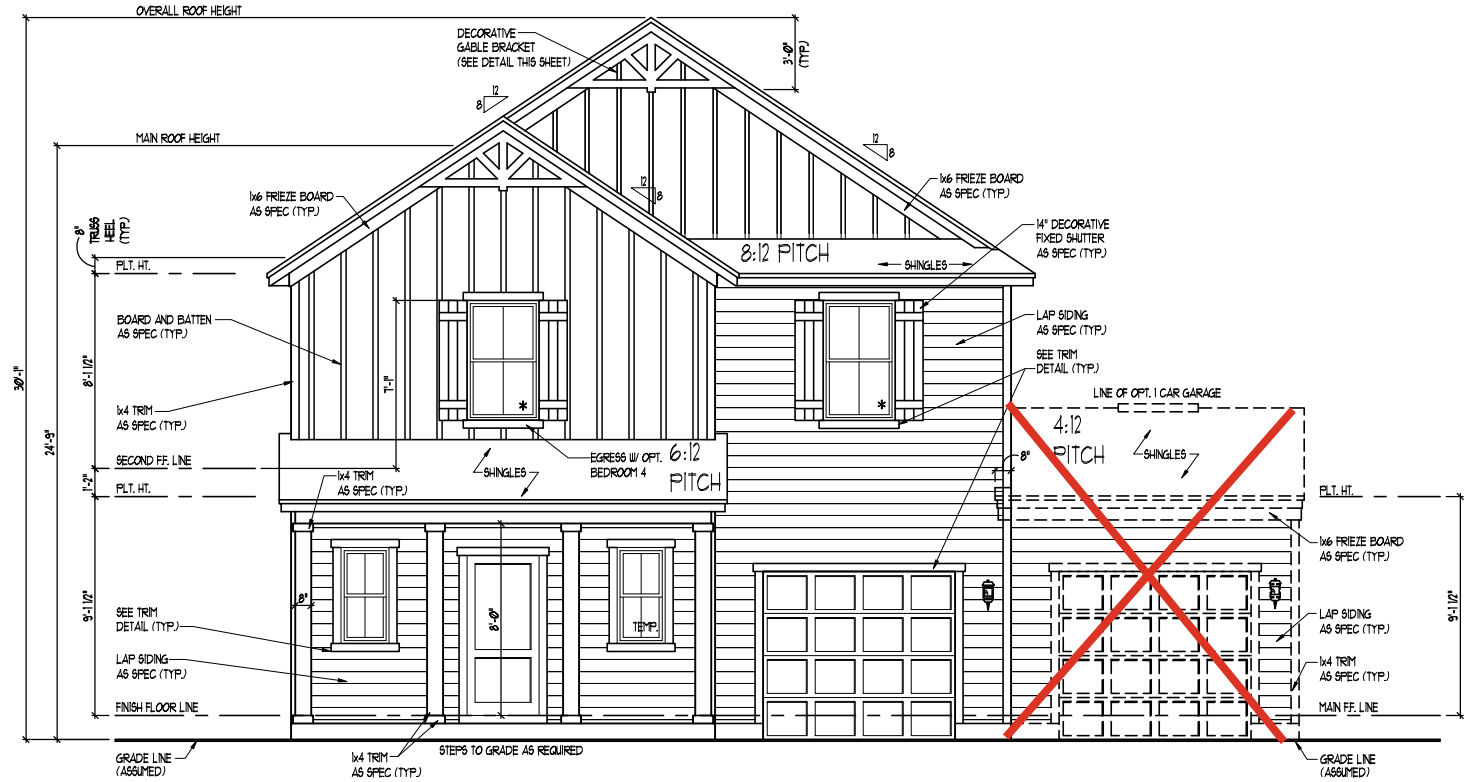 OVERALL ROOF HEIGHT
DECORATIVE
GABLE BRACKET
(SEE DETAIL THIS SHEET)
3'-0"
(TYP.)
12
8
MAIN ROOF HEIGHT
12
8
12
8
1x6 FRIEZE BOARD
AS SPEC (TYP.)
1x6 FRIEZE BOARD
AS SPEC (TYP.)
8"
TRUSS
HEEL
(TYP.)
14" DECORATIVE
FIXED SHUTTER
AS SPEC (TYP.)
8:12 PITCH
SHINGLES
PLT. HT.
BOARD AND BATTEN
AS SPEC (TYP.)
LAP SIDING
AS SPEC (TYP.)
SEE TRIM
DETAIL (TYP.)
30'-1"
24'-9"
8'-1 1/2"
7'-1"
*
*
LINE OF OPT. 1 CAR GARAGE
1x4 TRIM
AS SPEC (TYP.)
4:12
PITCH
SHINGLES
8"
EGRESS W/ OPT.
BEDROOM 4
6:12
PITCH
SHINGLES
SECOND F.F. LINE
1'-2"
1x4 TRIM
AS SPEC (TYP.)
PLT. HT.
PLT. HT.
1x6 FRIEZE BOARD
AS SPEC (TYP.)
9'-1 1/2"
8"
8'-0"
TEMP.
9'-1 1/2"
SEE TRIM
DETAIL (TYP.)
LAP SIDING
AS SPEC (TYP.)
LAP SIDING
AS SPEC (TYP.)
1x4 TRIM
AS SPEC (TYP.)
FINISH FLOOR LINE
MAIN F.F. LINE
GRADE LINE
(ASSUMED)
1x4 TRIM
AS SPEC (TYP.)
STEPS TO GRADE AS REQUIRED
GRADE LINE
(ASSUMED)